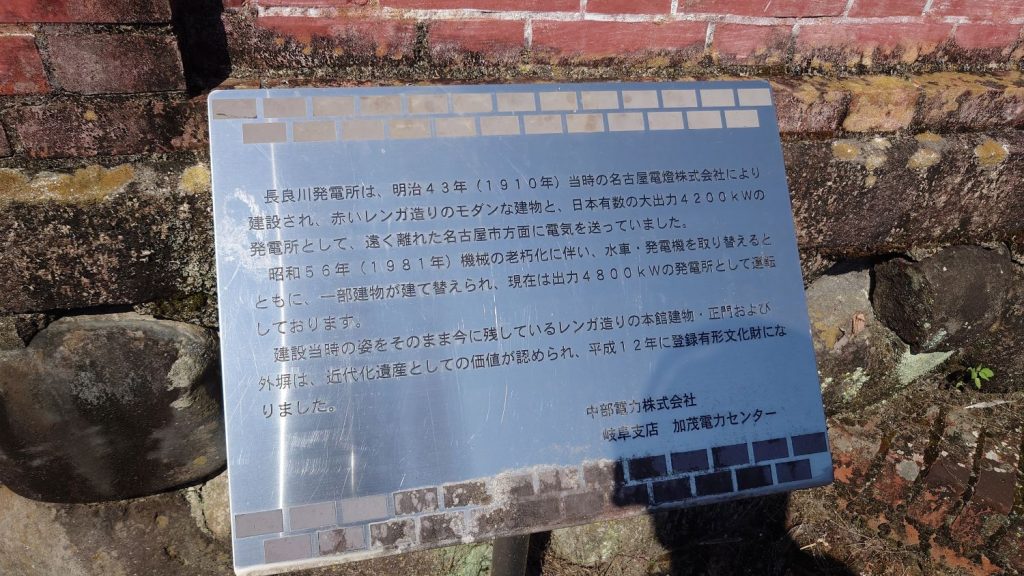 長良川発電所は、明治４３年（１９１０年）当時の名古屋電燈株式会社により
建設され、赤いレンガ造りのモダンな建物と、日本有数の大出力４２００ｋＷの
発電所として、遠く離れた名古屋市方面に電気を送っていました。
昭和５６年（１９８１年）機械の老朽化に伴い、水車・発電機を取り替えると
ともに、一部建物が建て替えられ、現在は出力４８００ｋＷの発電所として運転
しております。
建設当時の姿をそのまま今に残しているレンガ造りの本館建物・正門および
外塀は、近代化遺産としての価値が認められ、平成１２年に登録有形文化財にな
りました。
中部電力株式会社
岐阜支店　加茂電力センター